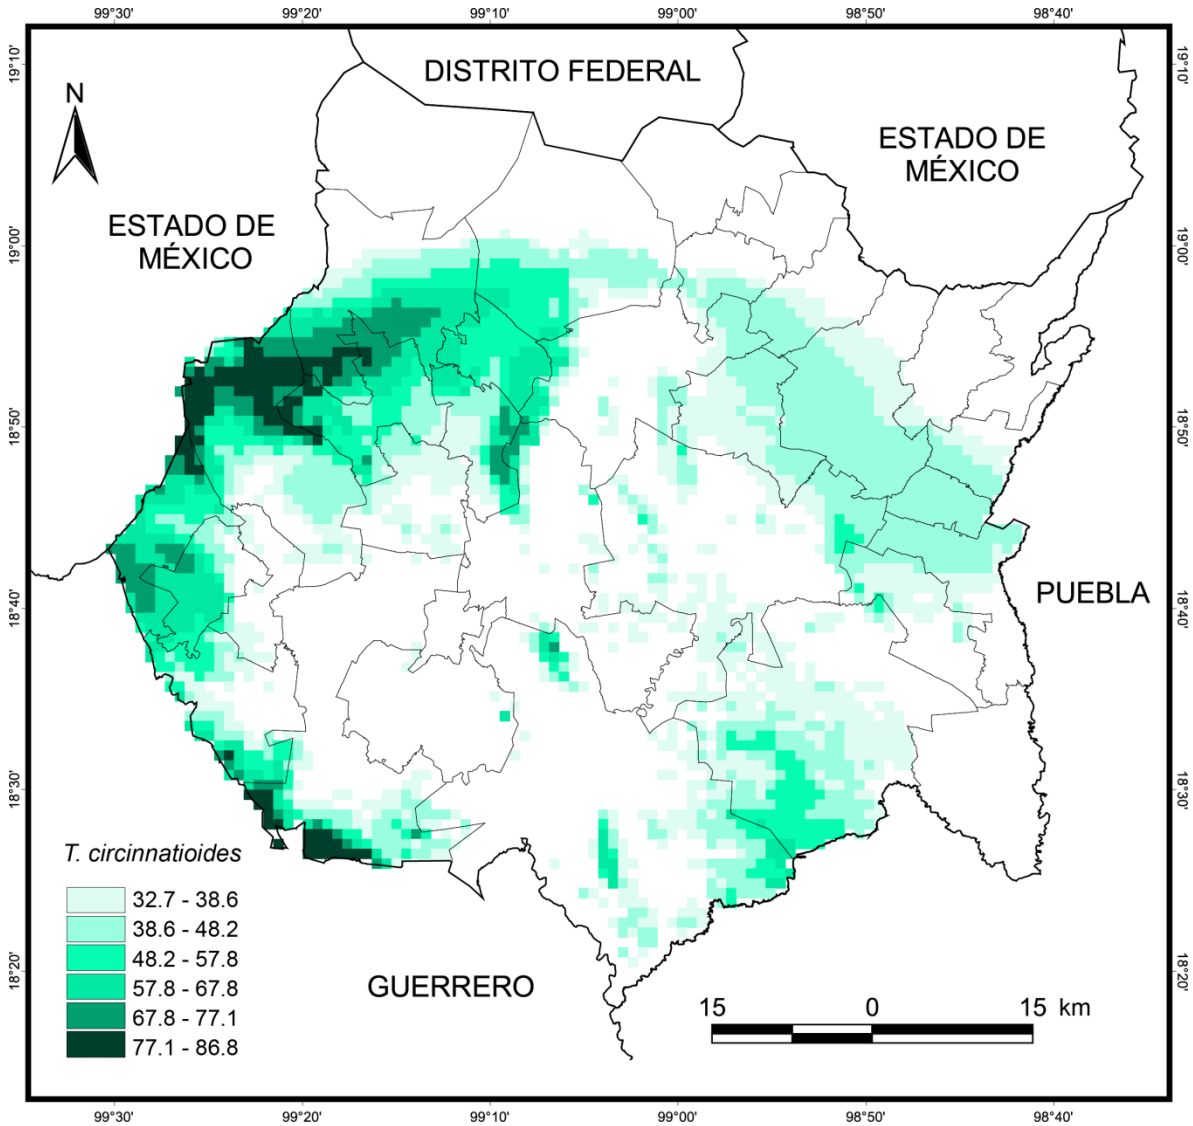 99°30' 99°20' 99°10' 99°00' 98°50' 98°40'
19°10' 19°10'
DISTRITO FEDERAL
N
ESTADO DE
MÉXICO
ESTADO DE
MÉXICO
19°00' 19°00'
18°50' 18°50'
PUEBLA
18°40' 18°40'
18°30' 18°30'
T. circinnatioides
32.7 - 38.6
38.6 - 48.2
48.2 - 57.8
57.8 - 67.8
67.8 - 77.1
77.1 - 86.8
GUERRERO
18°20' 18°20'
15 0 15 km
99°30' 99°20' 99°10' 99°00' 98°50' 98°40'